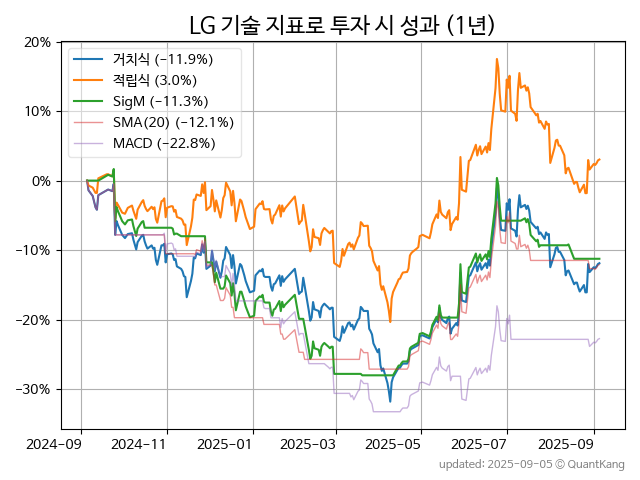 LG 기술 지표로 투자 시 성과 (1년)
20%
10%
0%
−10%
−20%
−30%
거치식 (−11.9%)
적립식 (3.0%)
SigM (−11.3%)
SMA(20) (−12.1%)
MACD (−22.8%)
2024-09 2024-11 2025-01 2025-03 2025-05 2025-07 2025-09
updated: 2025-09-05 © QuantKang